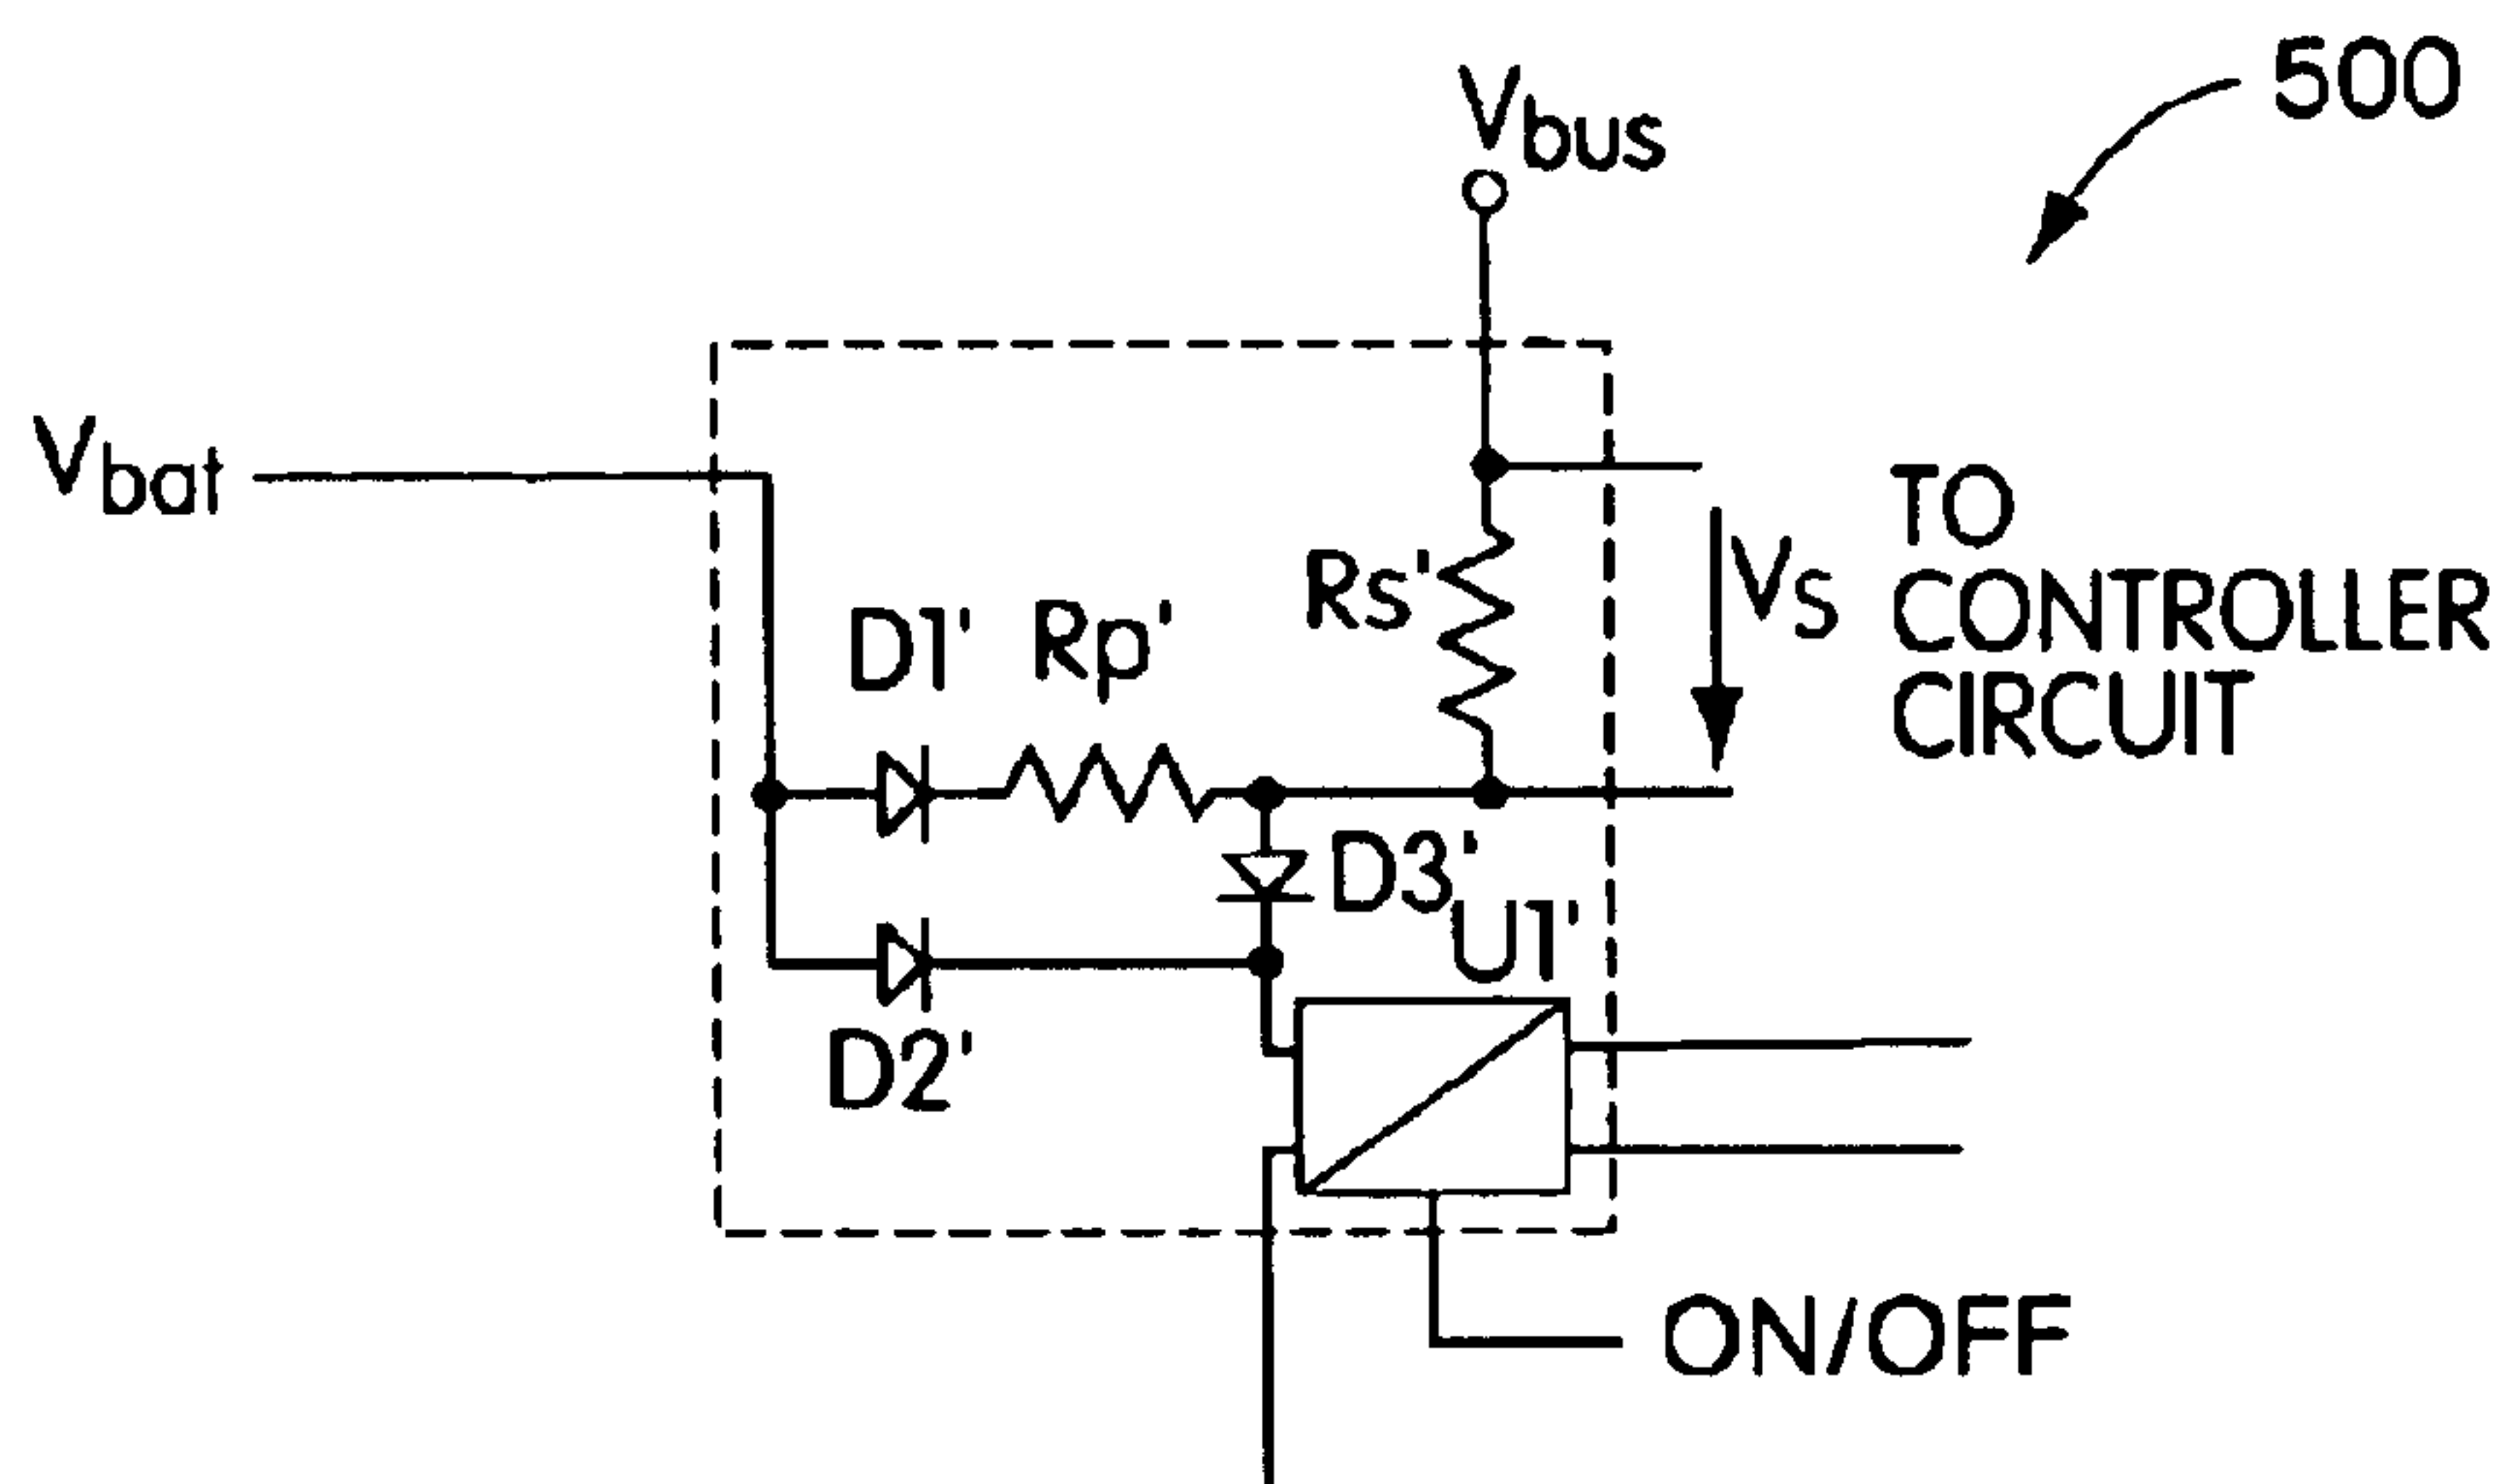 500
Vbus
Vbat
TO
CONTROLLER
CIRCUIT
Rs'
Vs
D1'
Rp'
D3'
U1'
D2'
ON/OFF